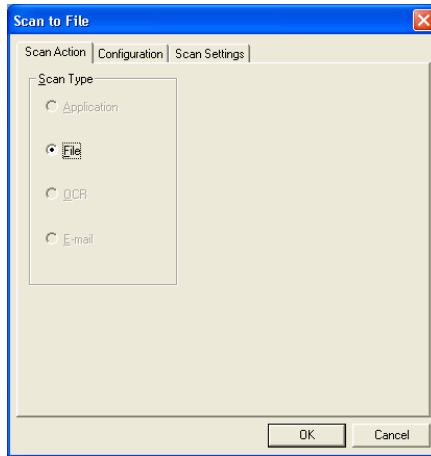 Scan to File
Scan Action Configuration Scan Settings
Scan Type
Application
File
OCR
E-mail
OK Cancel